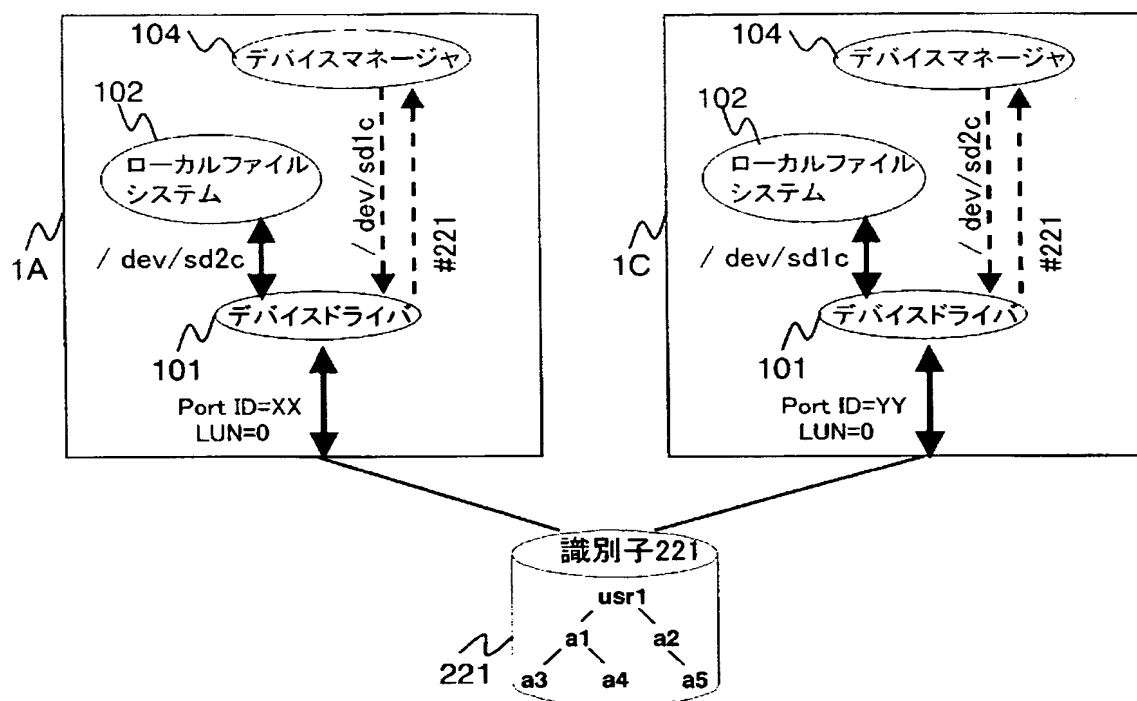 104
デバイスマネージャ
102
ローカルファイル
システム
/ dev/sd1c
#221
1A
/ dev/sd2c
デバイスドライバ
101
Port ID=XX
LUN=0
104
デバイスマネージャ
102
ローカルファイル
システム
/ dev/sd2c
#221
1C
/ dev/sd1c
デバイスドライバ
101
Port ID=YY
LUN=0
識別子221
usr1
a1 a2
221
a3 a4 a5